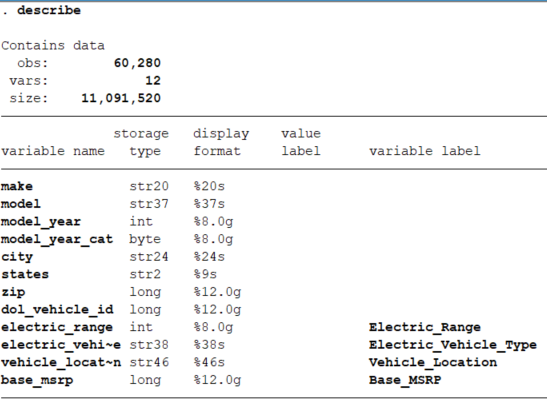 . describe
Contains data
obs: 60,280
vars: 12
size: 11,091,520
storage display value
variable name type format label variable label
make str20 %20s
model str37 %37s
model_year int %8.0g
model_year_cat byte %8.0g
city str24 %24s
states str2 %9s
zip long %12.0g
dol_vehicle_id long %12.0g
electric_range int %8.0g Electric_Range
electric_vehi~e str38 %38s Electric_Vehicle_Type
vehicle_locat~n str46 %46s Vehicle_Location
base_msrp long %12.0g Base_MSRP